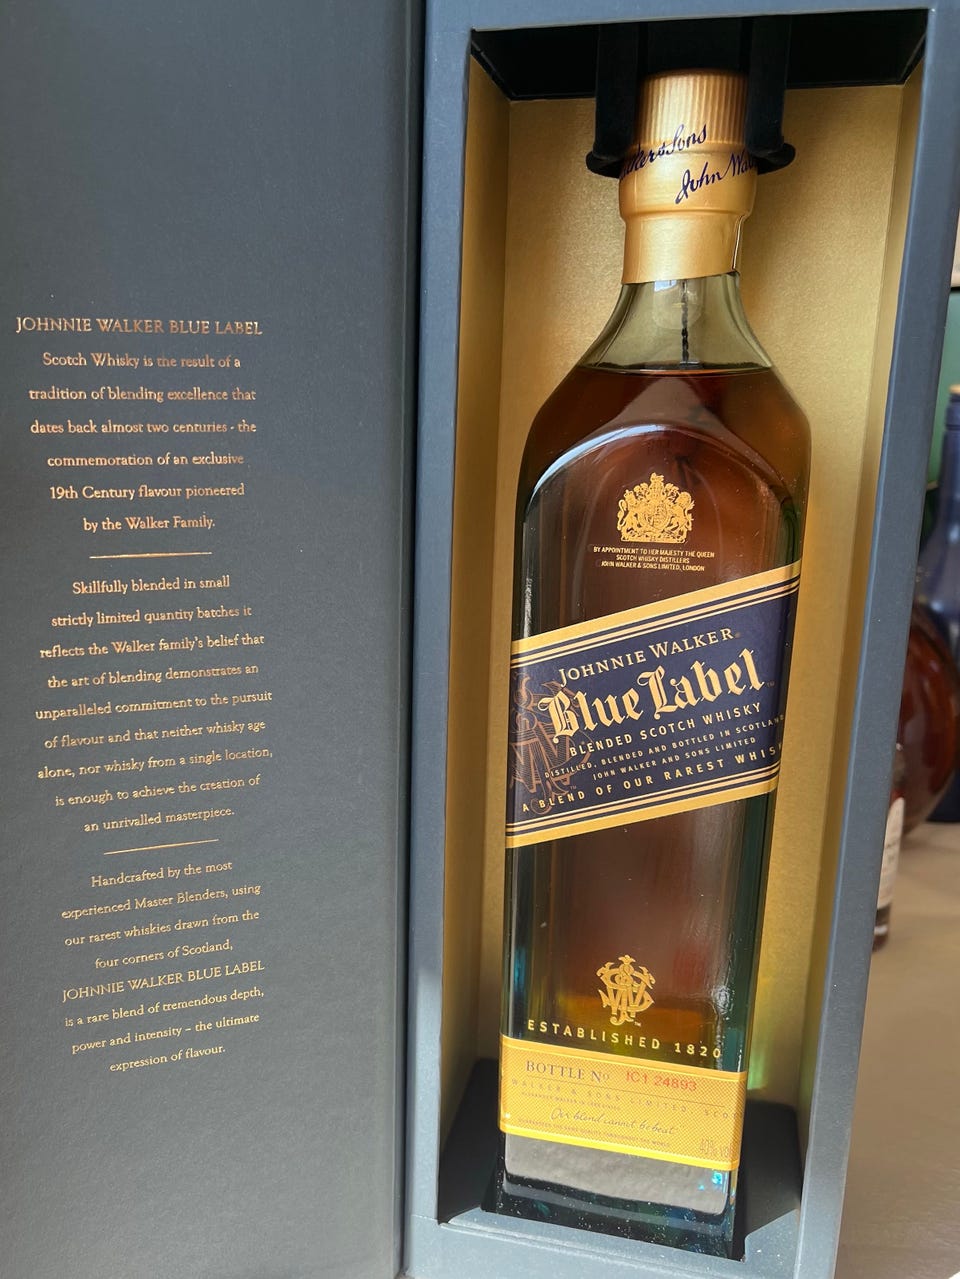 JOHNNIE WALKER BLUE LABEL
Scotch Whisky is the result of a
tradition of blending excellence that
dates back almost two centuries - the
commemoration of an exclusive
19th Century flavour pioneered
by the Walker Family.
Skillfully blended in small
strictly limited quantity batches it
reflects the Walker family's belief that
the art of blending demonstrates an
unparalleled commitment to the pursuit
of flavour and that neither whisky age
alone, nor whisky from a single location,
is enough to achieve the creation of
an unrivalled masterpiece.
Handcrafted by the most
experienced Master Blenders, using
our rarest whiskies drawn from the
four corners of Scotland,
JOHNNIE WALKER BLUE LABEL
is a rare blend of tremendous depth,
power and intensity – the ultimate
expression of flavour.
Sons
John
BY APPOINTMENT TO HER MAJESTY THE QUEEN
SCOTCH WHISKY DISTILLERS
JOHN WALKER & SONS LIMITED, LONDON
JOHNNIE WALKER®
Blue Label™
BLENDED SCOTCH WHISKY
DISTILLED, BLENDED AND BOTTLED IN SCOTLAND
JOHN WALKER AND SONS LIMITED
A BLEND OF OUR RAREST WHIS
ESTABLISHED 1820
BOTTLE No IC1 24893
WALKER & SONS LIMITED, SCO
Our blend cannot be beat